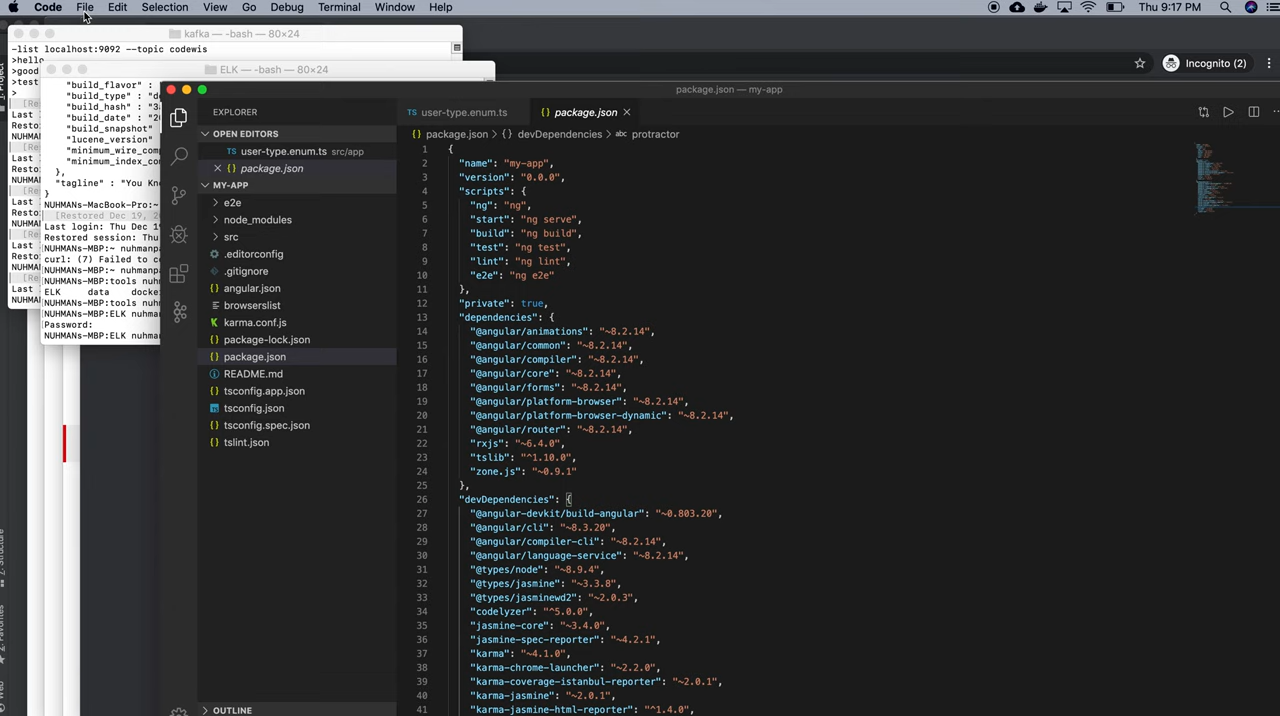 Code File Edit Selection View Go Debug Terminal Window Help
Thu 9:17 PM
kafka — -bash — 80×24
-list localhost:9092 --topic codewis
>hello
>good
>test
>
Incognito (2)
ELK — -bash — 80×24
"build_flavor" :
"build_type" :
"build_hash" :
"build_date" :
"build_snapshot"
"lucene_version"
"minimum_wire_comp
"minimum_index_com
},
"tagline" : "You Kno
}
NUHMANs-MacBook-Pro:~
[Restored Dec 19, 20
Last login: Thu Dec 19
Restored session: Thu
NUHMANs-MBP:~ nuhmanpa
curl: (7) Failed to co
NUHMANs-MBP:~ nuhmanpa
NUHMANs-MBP:tools nuhm
ELK data docke
NUHMANs-MBP:ELK nuhman
Password:
NUHMANs-MBP:ELK nuhman
package.json — my-app
EXPLORER
OPEN EDITORS
user-type.enum.ts src/app
package.json
MY-APP
e2e
node_modules
src
.editorconfig
.gitignore
angular.json
browserslist
karma.conf.js
package-lock.json
package.json
README.md
tsconfig.app.json
tsconfig.json
tsconfig.spec.json
tslint.json
OUTLINE
user-type.enum.ts package.json
package.json {} devDependencies abc protractor
1 {
2 "name": "my-app",
3 "version": "0.0.0",
4 "scripts": {
5 "ng": "ng",
6 "start": "ng serve",
7 "build": "ng build",
8 "test": "ng test",
9 "lint": "ng lint",
10 "e2e": "ng e2e"
11 },
12 "private": true,
13 "dependencies": {
14 "@angular/animations": "~8.2.14",
15 "@angular/common": "~8.2.14",
16 "@angular/compiler": "~8.2.14",
17 "@angular/core": "~8.2.14",
18 "@angular/forms": "~8.2.14",
19 "@angular/platform-browser": "~8.2.14",
20 "@angular/platform-browser-dynamic": "~8.2.14",
21 "@angular/router": "~8.2.14",
22 "rxjs": "~6.4.0",
23 "tslib": "^1.10.0",
24 "zone.js": "~0.9.1"
25 },
26 "devDependencies": {
27 "@angular-devkit/build-angular": "~0.803.20",
28 "@angular/cli": "~8.3.20",
29 "@angular/compiler-cli": "~8.2.14",
30 "@angular/language-service": "~8.2.14",
31 "@types/node": "~8.9.4",
32 "@types/jasmine": "~3.3.8",
33 "@types/jasminewd2": "~2.0.3",
34 "codelyzer": "^5.0.0",
35 "jasmine-core": "~3.4.0",
36 "jasmine-spec-reporter": "~4.2.1",
37 "karma": "~4.1.0",
38 "karma-chrome-launcher": "~2.2.0",
39 "karma-coverage-istanbul-reporter": "~2.0.1",
40 "karma-jasmine": "~2.0.1",
41 "karma-jasmine-html-reporter": "^1.4.0",